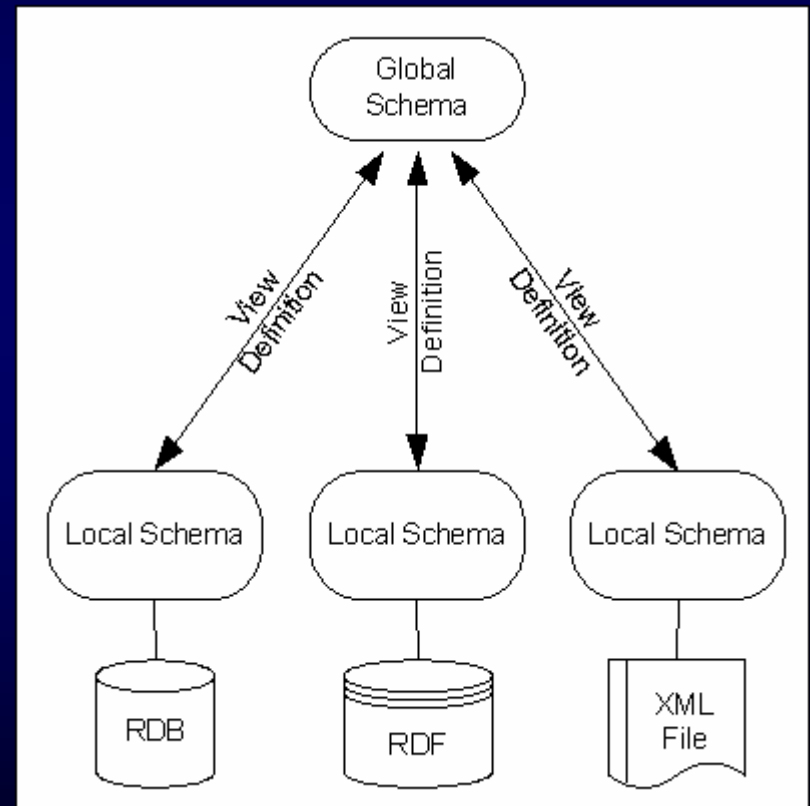 Global
Schema
View
Definition
View
Definition
View
Definition
Local Schema
Local Schema
Local Schema
RDB
RDF
XML
File